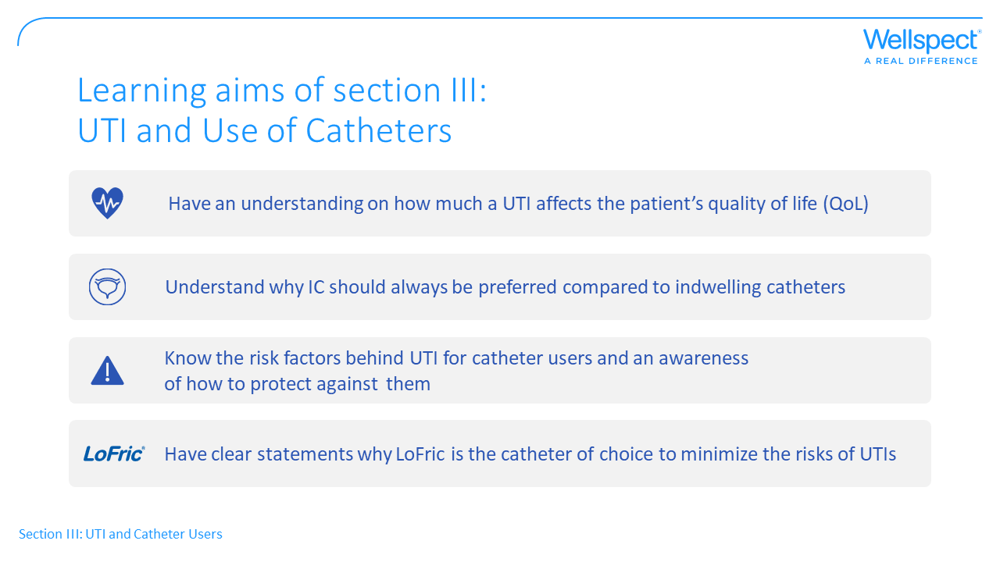 Wellspect®
A REAL DIFFERENCE
Learning aims of section III:
UTI and Use of Catheters
Have an understanding on how much a UTI affects the patient’s quality of life (QoL)
Understand why IC should always be preferred compared to indwelling catheters
Know the risk factors behind UTI for catheter users and an awareness
of how to protect against them
LoFric®
Have clear statements why LoFric is the catheter of choice to minimize the risks of UTIs
Section III: UTI and Catheter Users